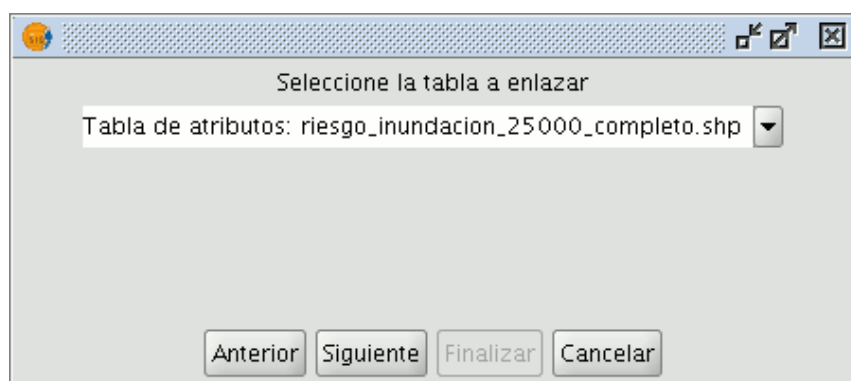 Seleccione la tabla a enlazar
Tabla de atributos: riesgo_inundacion_25000_completo.shp
Anterior Siguiente Finalizar Cancelar